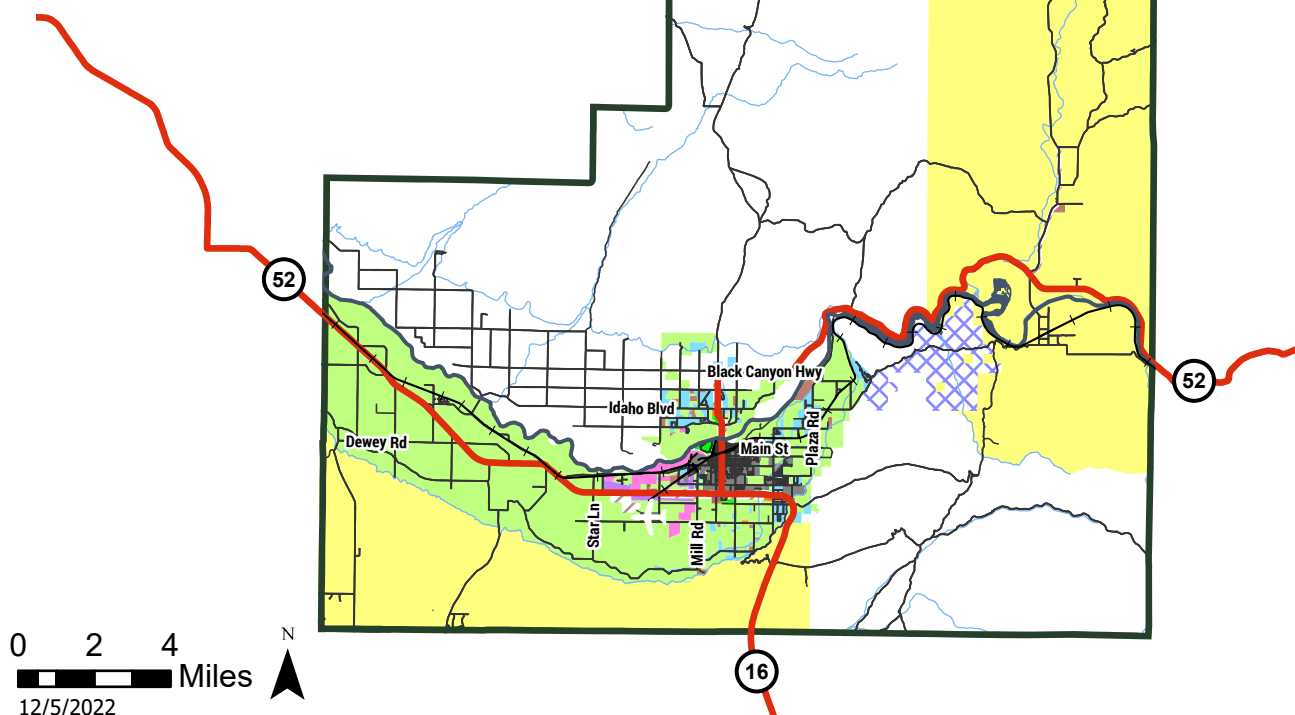 52
Black Canyon Hwy
52
Idaho Blvd
Dewey Rd
Main St
Plaza Rd
Star Ln
Mill Rd
N
0 2 4
Miles
16
12/5/2022